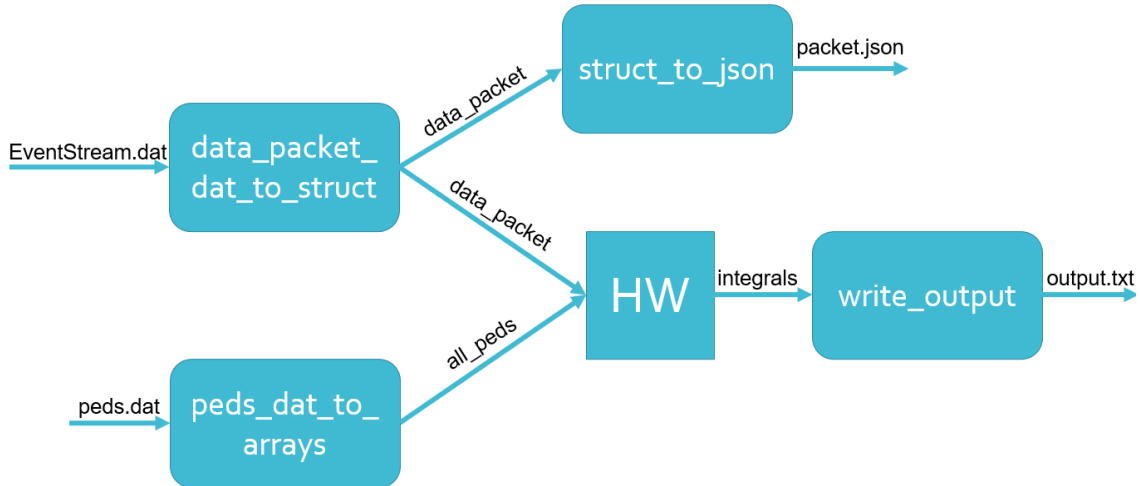 packet.json
struct_to_json
data_packet
EventStream.dat
data_packet_
dat_to_struct
data_packet
HW
integrals
write_output
output.txt
all_peds
peds.dat
peds_dat_to_
arrays